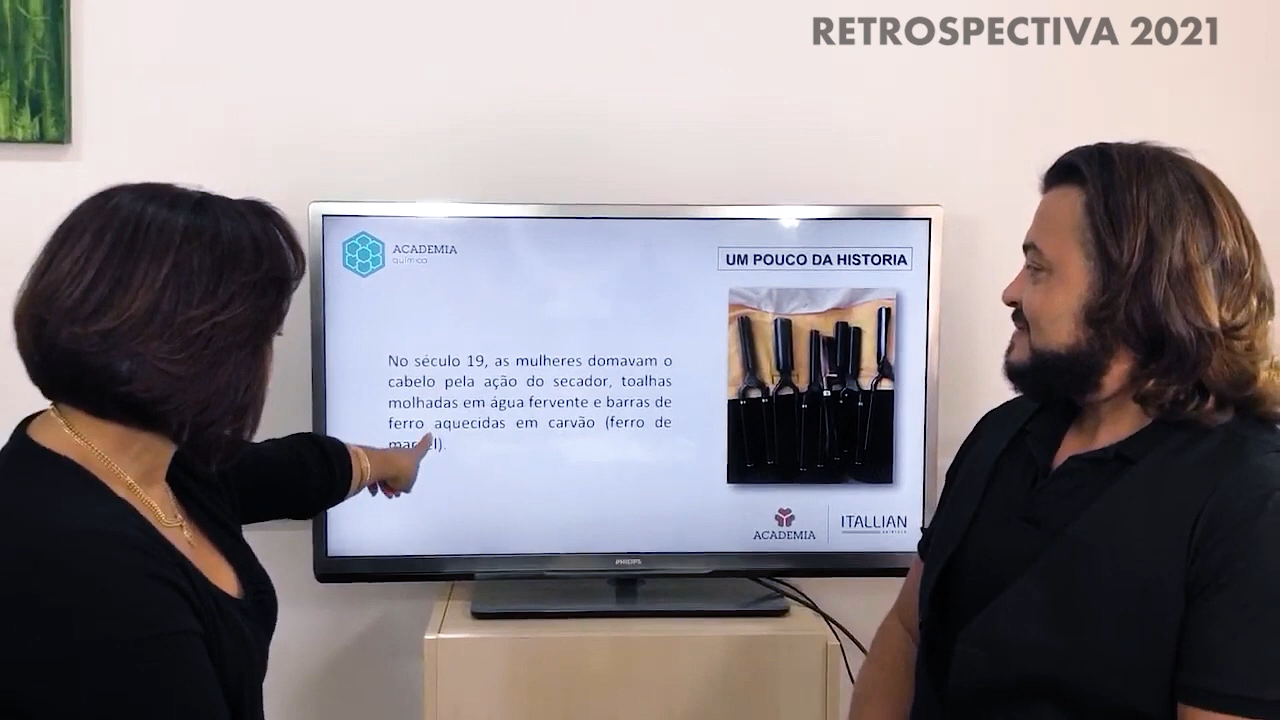 RETROSPECTIVA 2021
ACADEMIA
química
UM POUCO DA HISTORIA
No século 19, as mulheres domavam o
cabelo pela ação do secador, toalhas
molhadas em água fervente e barras de
ferro aquecidas em carvão (ferro de
ACADEMIA
ITALLIAN
PHILIPS